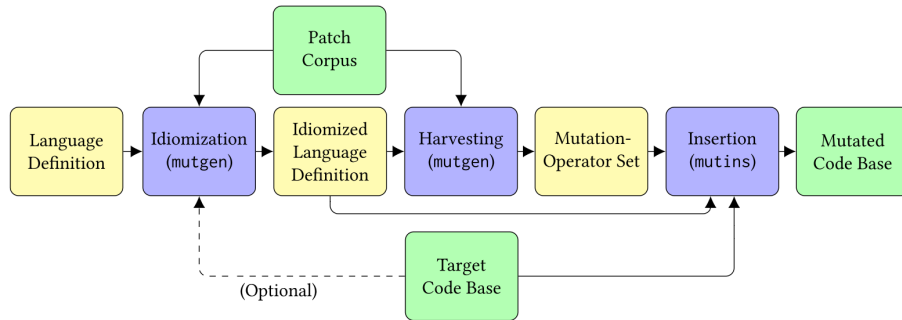 Patch
Corpus
Language
Definition
Idiomization
(mutgen)
Idiomized
Language
Definition
Harvesting
(mutgen)
Mutation-
Operator Set
Insertion
(mutins)
Mutated
Code Base
Target
Code Base
(Optional)